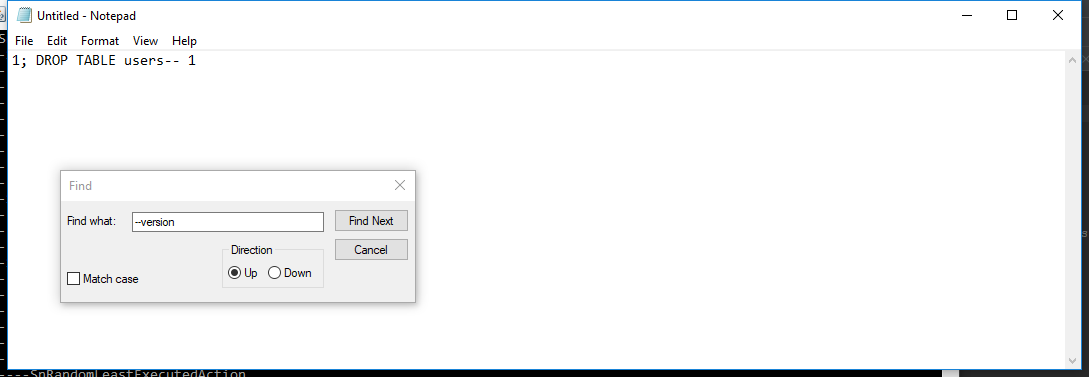 Untitled - Notepad
File Edit Format View Help
1; DROP TABLE users-- 1
Find
Find what: --version Find Next
Direction Cancel
Match case Up Down
----SnRandomLeastExecutedAction